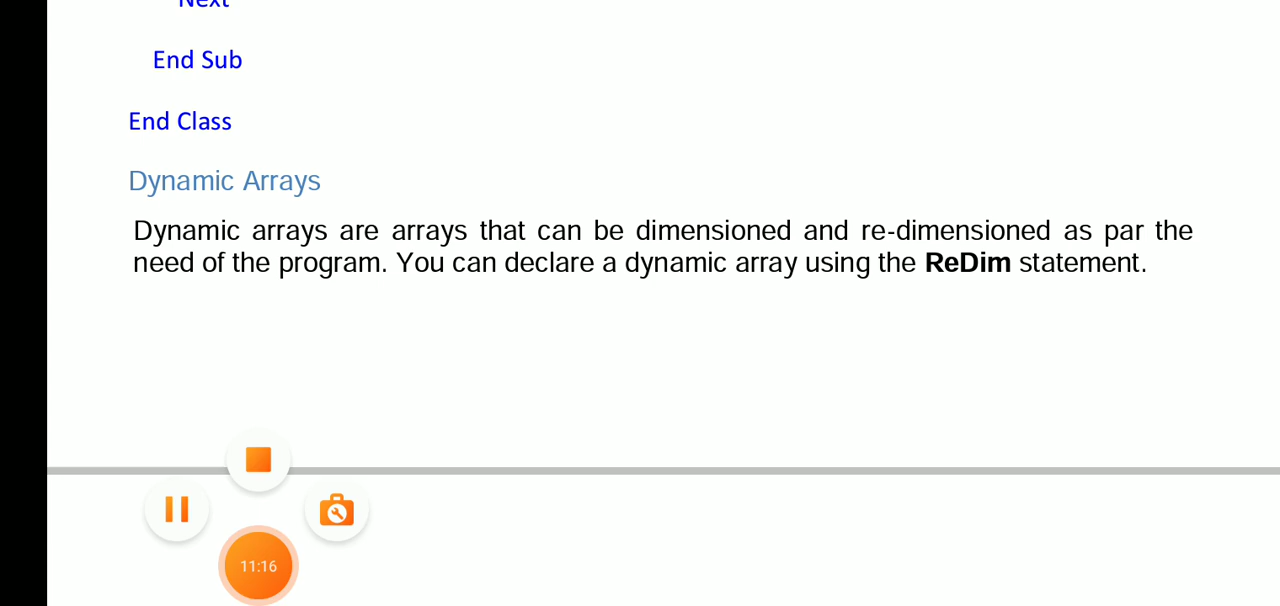 Next
End Sub
End Class
Dynamic Arrays
Dynamic arrays are arrays that can be dimensioned and re-dimensioned as par the
need of the program. You can declare a dynamic array using the ReDim statement.
11:16